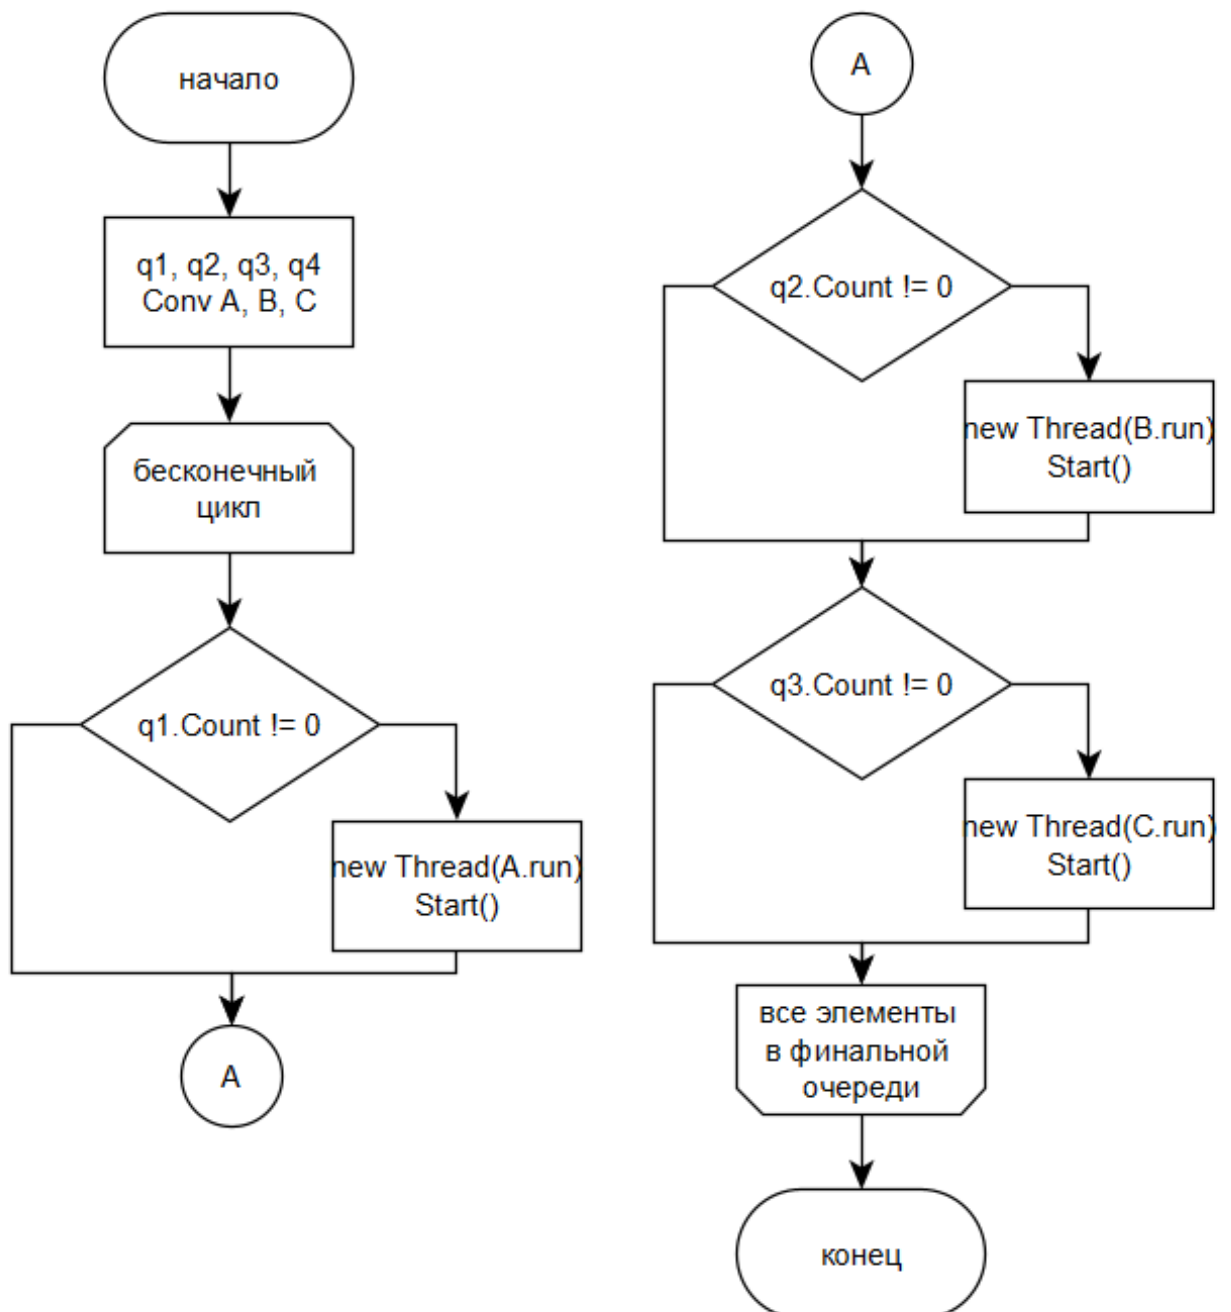 начало
q1, q2, q3, q4
Conv A, B, C
бесконечный
цикл
q1.Count != 0
new Thread(A.run)
Start()
A
A
q2.Count != 0
new Thread(B.run)
Start()
q3.Count != 0
new Thread(C.run)
Start()
все элементы
в финальной
очереди
конец